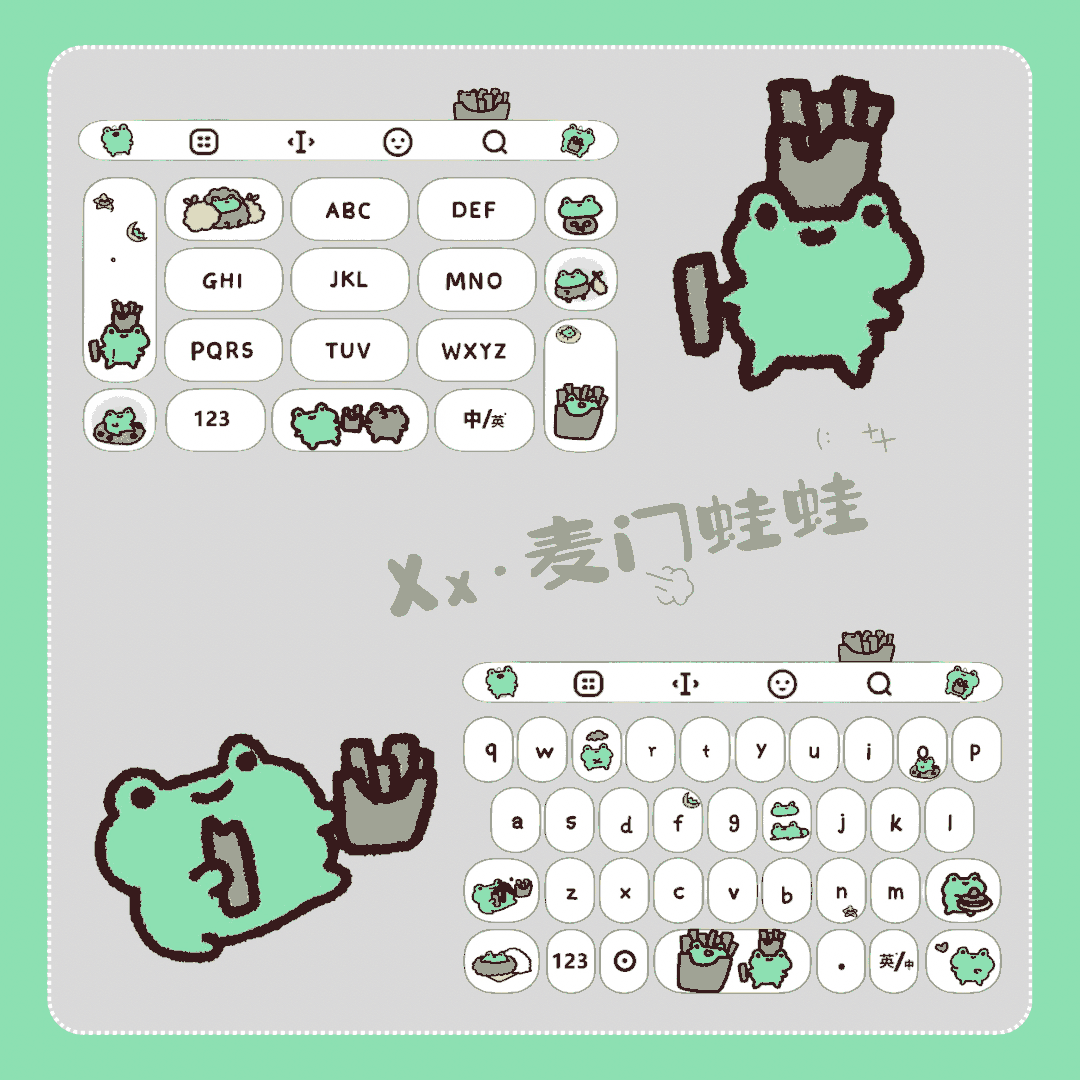 ABC DEF
GHI JKL MNO
PQRS TUV WXYZ
123 中/英
(:
Xx·麦门蛙蛙
q w r t y u i o p
a s d f g j k l
z x c v b n m
123 . 英/中